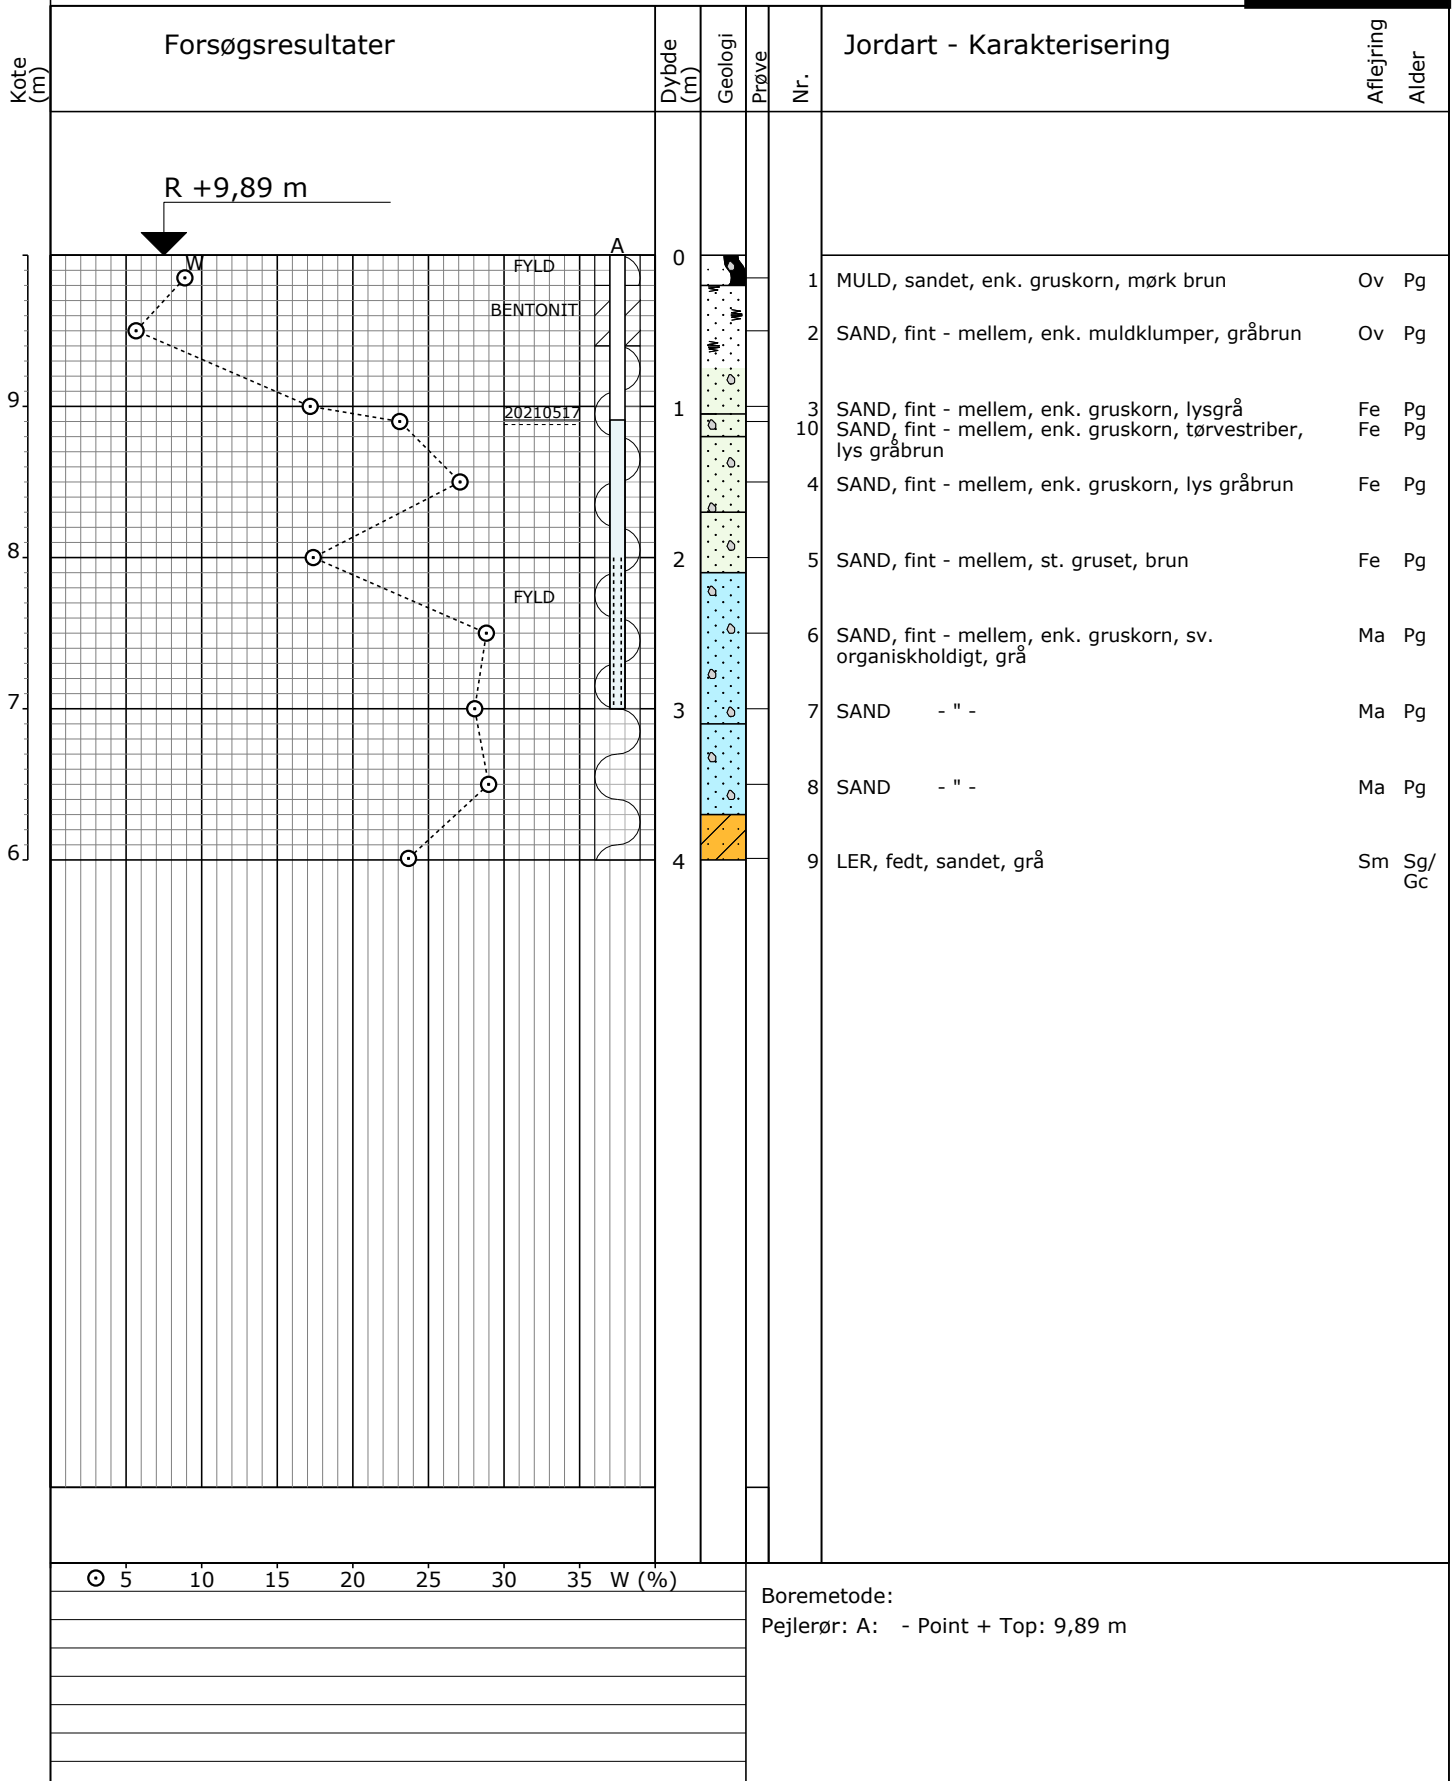 Kote (m)
Forsøgsresultater
Dybde (m)
Geologi
Prøve
Nr.
Jordart - Karakterisering
Aflejring
Alder
R +9,89 m
W
A
FYLD
BENTONIT
20210517
FYLD
9
8
7
6
0
1
2
3
4
1 MULD, sandet, enk. gruskorn, mørk brun Ov Pg
2 SAND, fint - mellem, enk. muldklumper, gråbrun Ov Pg
3 SAND, fint - mellem, enk. gruskorn, lysgrå Fe Pg
10 SAND, fint - mellem, enk. gruskorn, tørvestriber, Fe Pg
lys gråbrun
4 SAND, fint - mellem, enk. gruskorn, lys gråbrun Fe Pg
5 SAND, fint - mellem, st. gruset, brun Fe Pg
6 SAND, fint - mellem, enk. gruskorn, sv. Ma Pg
organiskholdigt, grå
7 SAND - " - Ma Pg
8 SAND - " - Ma Pg
9 LER, fedt, sandet, grå Sm Sg/
Gc
5 10 15 20 25 30 35 W (%)
Boremetode:
Pejlerør: A: - Point + Top: 9,89 m